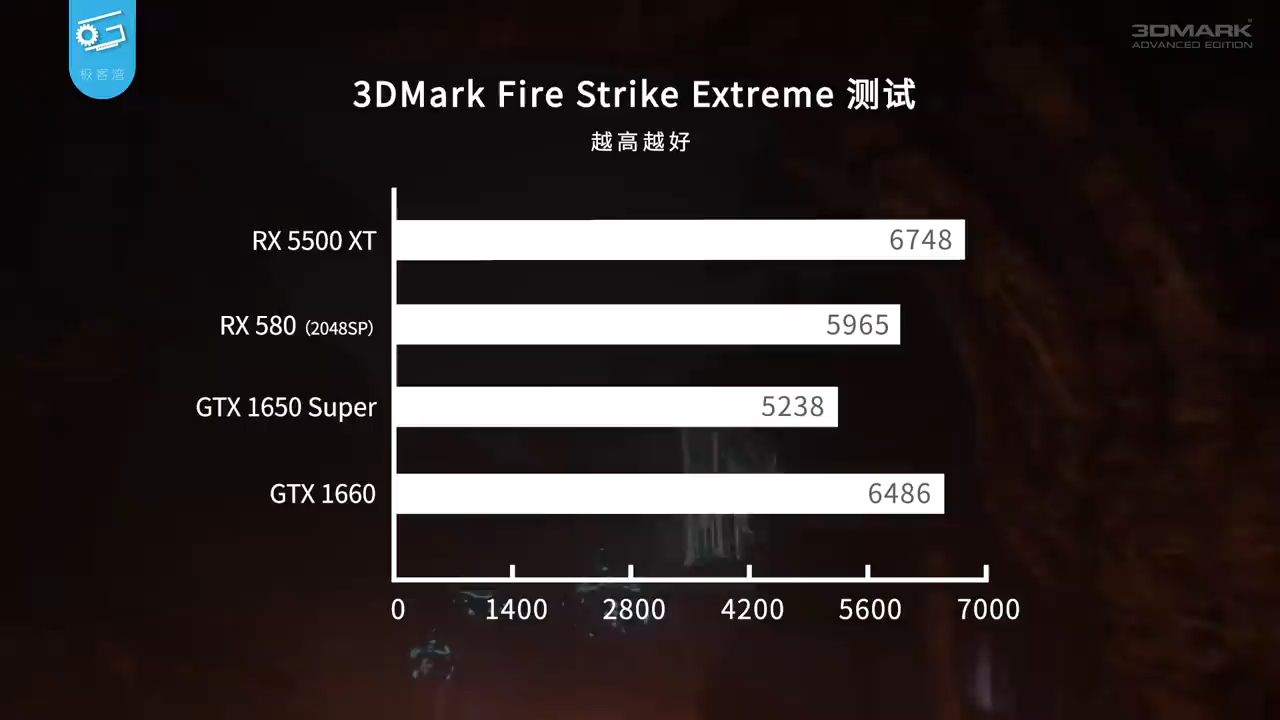 极客湾
3DMARK
ADVANCED EDITION
3DMark Fire Strike Extreme 测试
越高越好
RX 5500 XT
6748
RX 580 (2048SP)
5965
GTX 1650 Super
5238
GTX 1660
6486
0 1400 2800 4200 5600 7000